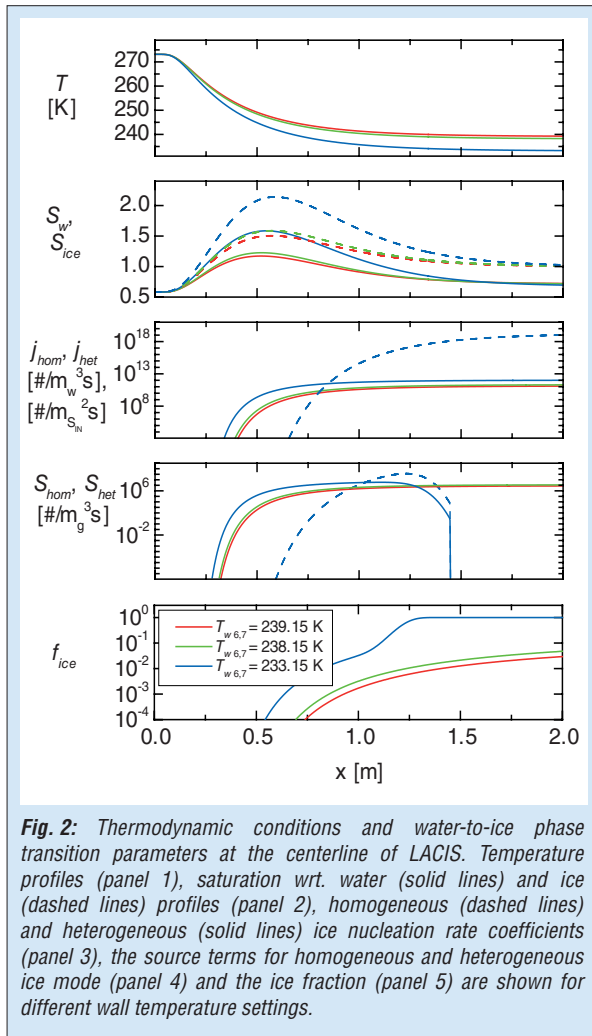 T
[K]
270
260
250
240
S_w,
S_ice
2.0
1.5
1.0
0.5
j_hom, j_het
[#/m_w^3s],
[#/m_S_IN^2s]
10^18
10^13
10^8
S_hom, S_het
[#/m_g^3s]
10^6
10^-2
f_ice
10^0
10^-1
10^-2
10^-3
10^-4
T_w 6,7 = 239.15 K
T_w 6,7 = 238.15 K
T_w 6,7 = 233.15 K
0.0 0.5 1.0 1.5 2.0
x [m]
Fig. 2: Thermodynamic conditions and water-to-ice phase
transition parameters at the centerline of LACIS. Temperature
profiles (panel 1), saturation wrt. water (solid lines) and ice
(dashed lines) profiles (panel 2), homogeneous (dashed lines)
and heterogeneous (solid lines) ice nucleation rate coefficients
(panel 3), the source terms for homogeneous and heterogeneous
ice mode (panel 4) and the ice fraction (panel 5) are shown for
different wall temperature settings.